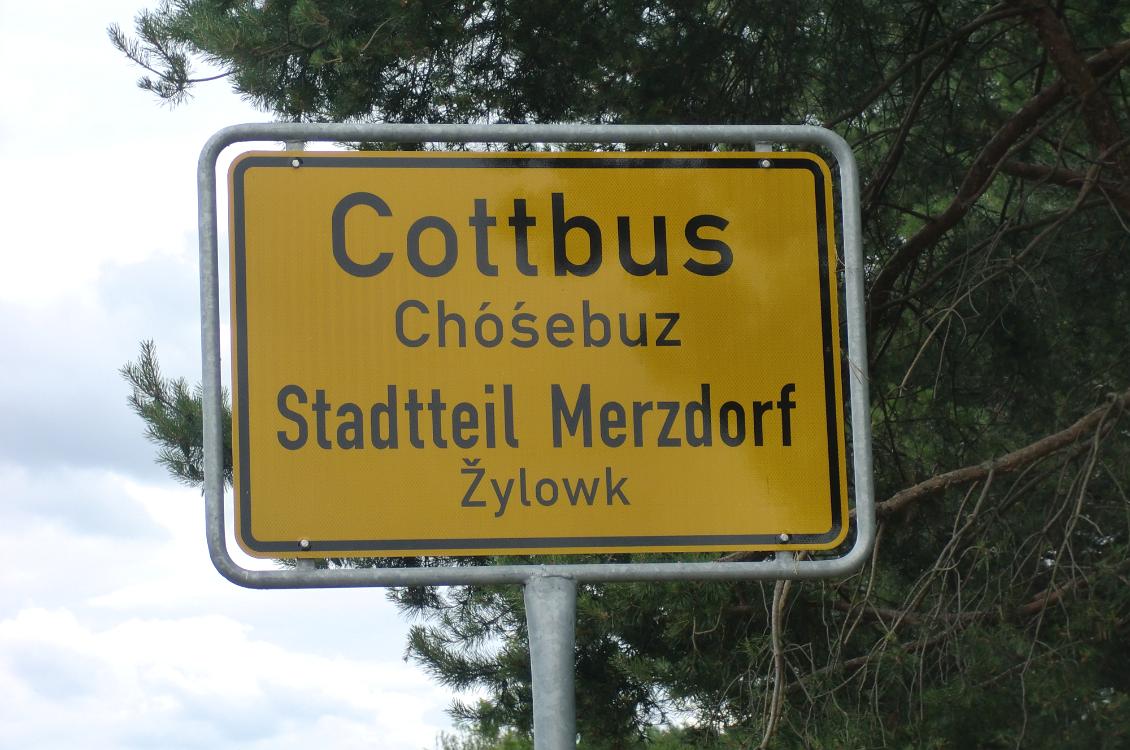 Cottbus
Chóśebuz
Stadtteil Merzdorf
Žylowk